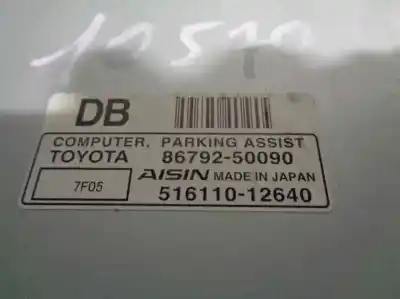 DB
COMPUTER, PARKING ASSIST
TOYOTA 86792-50090
7F05 AISIN MADE IN JAPAN
516110-12640